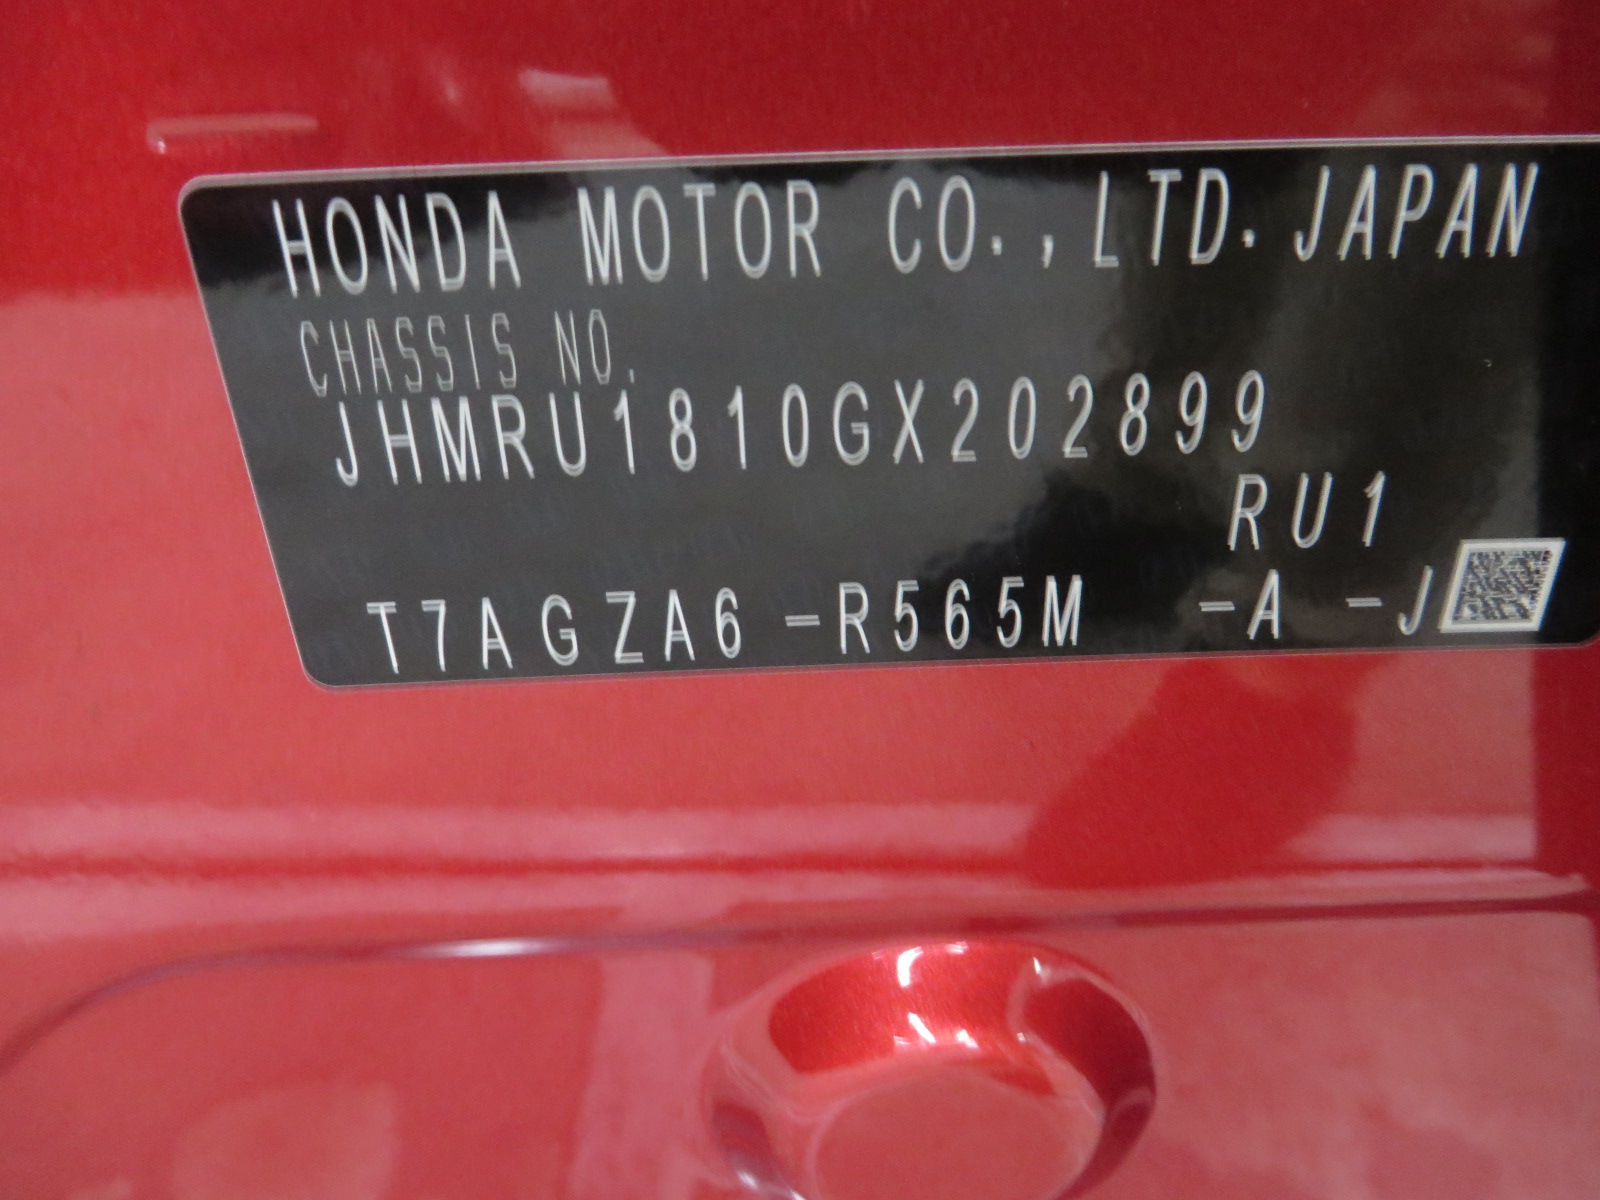 HONDA MOTOR CO., LTD. JAPAN
CHASSIS NO.
JHMRU1810GX202899
RU1
T7AGZA6 -R565M -A -J